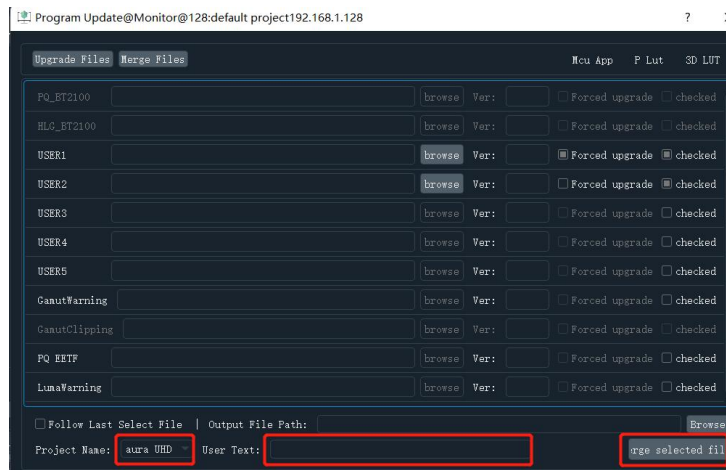 Program Update@Monitor@128:default project192.168.1.128 ?
Upgrade Files Merge Files Mcu App P Lut 3D LUT
PQ_BT2100 browse Ver: Forced upgrade checked
HLG_BT2100 browse Ver: Forced upgrade checked
USER1 browse Ver: Forced upgrade checked
USER2 browse Ver: Forced upgrade checked
USER3 browse Ver: Forced upgrade checked
USER4 browse Ver: Forced upgrade checked
USER5 browse Ver: Forced upgrade checked
GamutWarning browse Ver: Forced upgrade checked
GamutClipping browse Ver: Forced upgrade checked
PQ EETF browse Ver: Forced upgrade checked
LumaWarning browse Ver: Forced upgrade checked
Follow Last Select File | Output File Path: Browse
Project Name: aura UHD User Text: rge selected fil